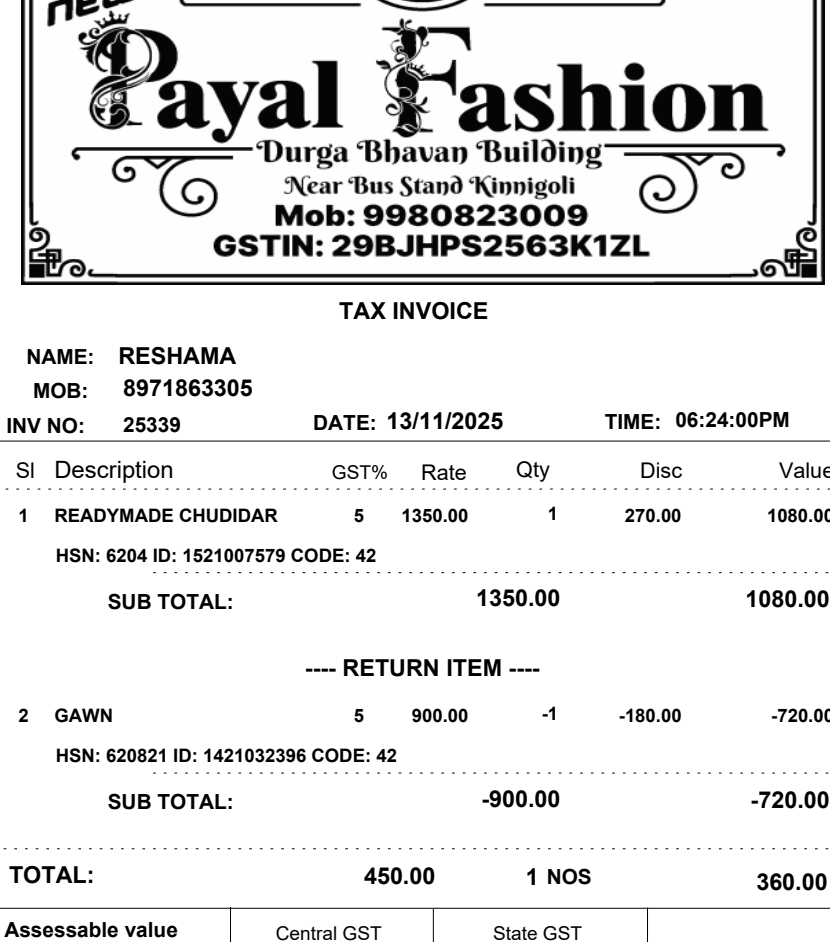 new
Payal Fashion
Durga Bhavan Building
Near Bus Stand Kinnigoli
Mob: 9980823009
GSTIN: 29BJHPS2563K1ZL
TAX INVOICE
NAME: RESHAMA
MOB: 8971863305
INV NO: 25339 DATE: 13/11/2025 TIME: 06:24:00PM
Sl Description GST% Rate Qty Disc Value
1 READYMADE CHUDIDAR 5 1350.00 1 270.00 1080.00
HSN: 6204 ID: 1521007579 CODE: 42
SUB TOTAL: 1350.00 1080.00
---- RETURN ITEM ----
2 GAWN 5 900.00 -1 -180.00 -720.00
HSN: 620821 ID: 1421032396 CODE: 42
SUB TOTAL: -900.00 -720.00
TOTAL: 450.00 1 NOS 360.00
Assessable value Central GST State GST